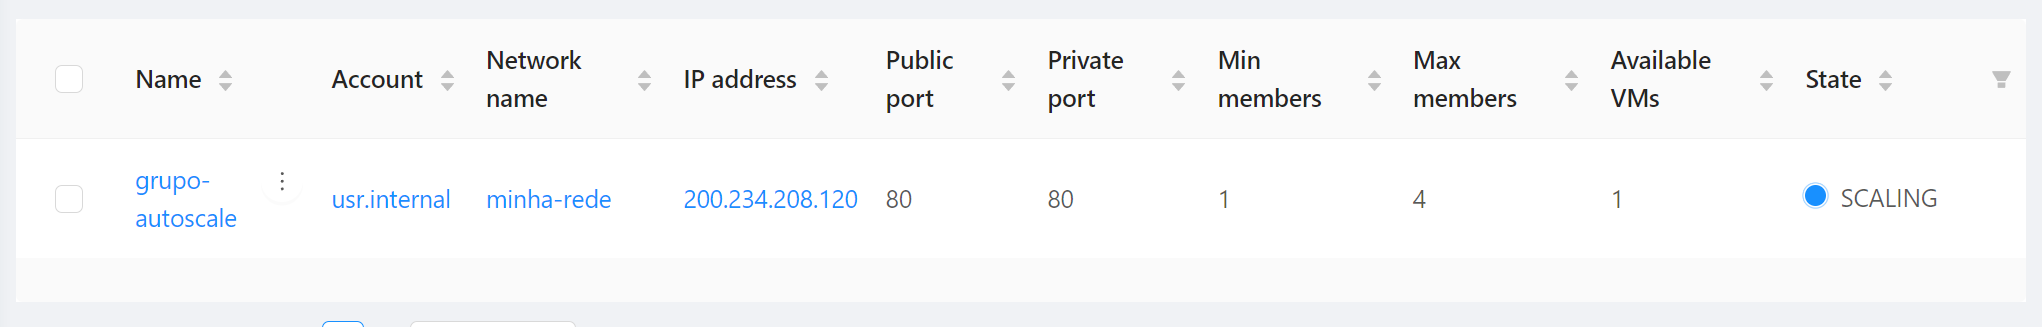 Name Account Network name IP address Public port Private port Min members Max members Available VMs State
grupo-autoscale usr.internal minha-rede 200.234.208.120 80 80 1 4 1 SCALING